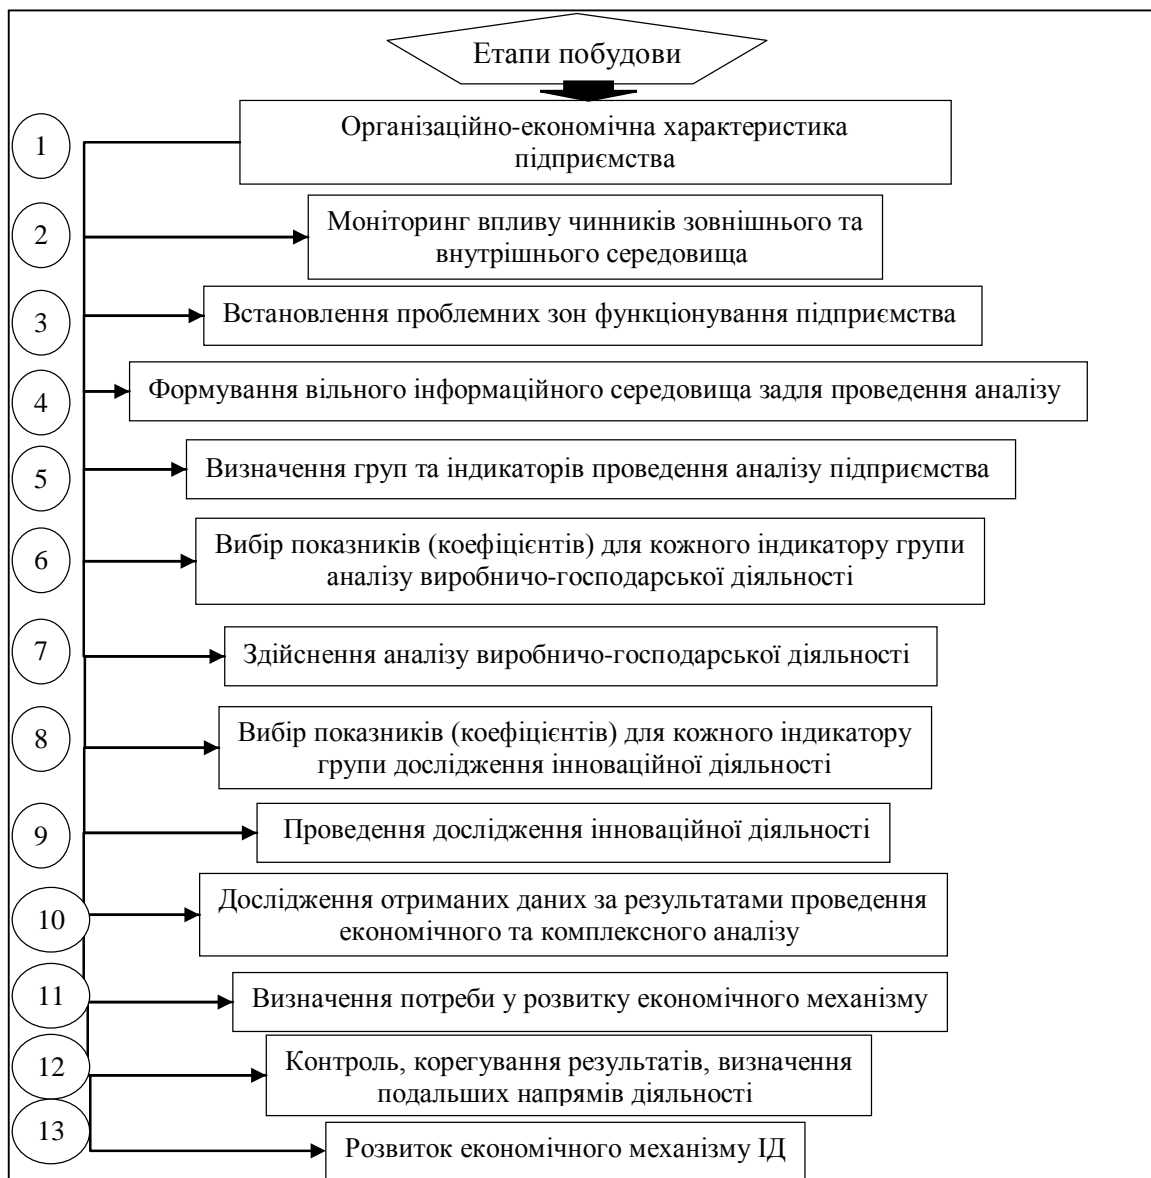 Етапи побудови
1
Організаційно-економічна характеристика
підприємства
2
Моніторинг впливу чинників зовнішнього та
внутрішнього середовища
3
Встановлення проблемних зон функціонування підприємства
4
Формування вільного інформаційного середовища задля проведення аналізу
5
Визначення груп та індикаторів проведення аналізу підприємства
6
Вибір показників (коефіцієнтів) для кожного індикатору групи
аналізу виробничо-господарської діяльності
7
Здійснення аналізу виробничо-господарської діяльності
8
Вибір показників (коефіцієнтів) для кожного індикатору
групи дослідження інноваційної діяльності
9
Проведення дослідження інноваційної діяльності
10
Дослідження отриманих даних за результатами проведення
економічного та комплексного аналізу
11
Визначення потреби у розвитку економічного механізму
12
Контроль, корегування результатів, визначення
подальших напрямів діяльності
13
Розвиток економічного механізму ІД